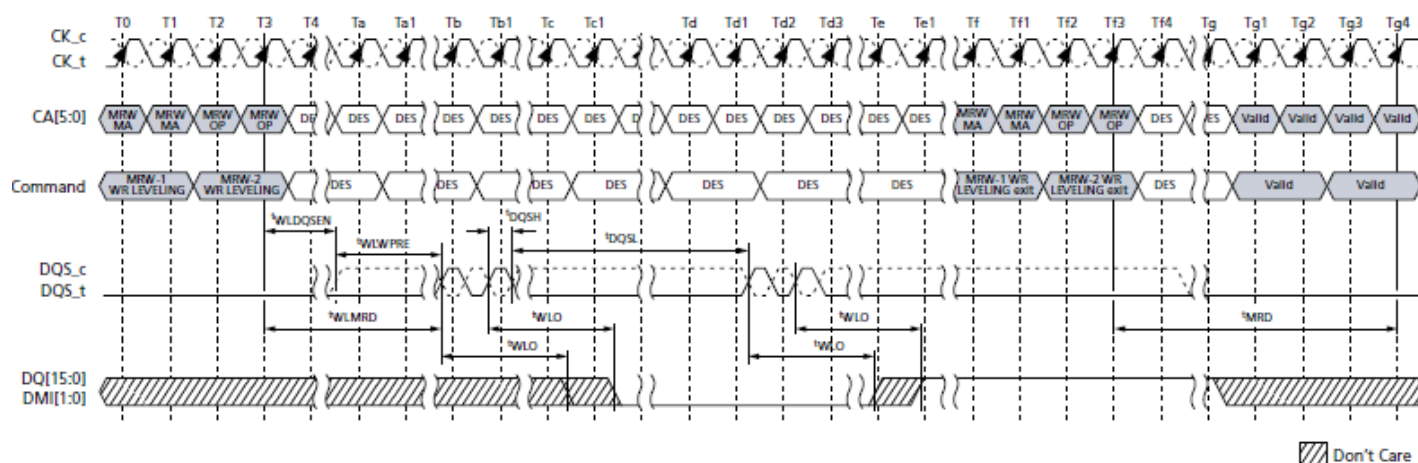 T0 T1 T2 T3 T4 Ta Ta1 Tb Tb1 Tc Tc1 Td Td1 Td2 Td3 Te Te1 Tf Tf1 Tf2 Tf3 Tf4 Tg Tg1 Tg2 Tg3 Tg4
CK_c
CK_t
CA[5:0] MRW MA MRW MA MRW OP MRW OP DE DES DES DES DES DES DES D DES DES DES DES DES DES MRW MA MRW MA MRW OP MRW OP DES ES Valid Valid Valid Valid
Command MRW-1 WR LEVELING MRW-2 WR LEVELING DES DES DES DES DES DES DES MRW-1 WR LEVELING exit MRW-2 WR LEVELING exit DES Valid Valid
tWLDQSEN tDQSH
tWLWPRE tDQSL
DQS_c
DQS_t
tWLMRD tWLO tWLO tMRD
tWLO tWLO
DQ[15:0]
DMI[1:0]
Don't Care